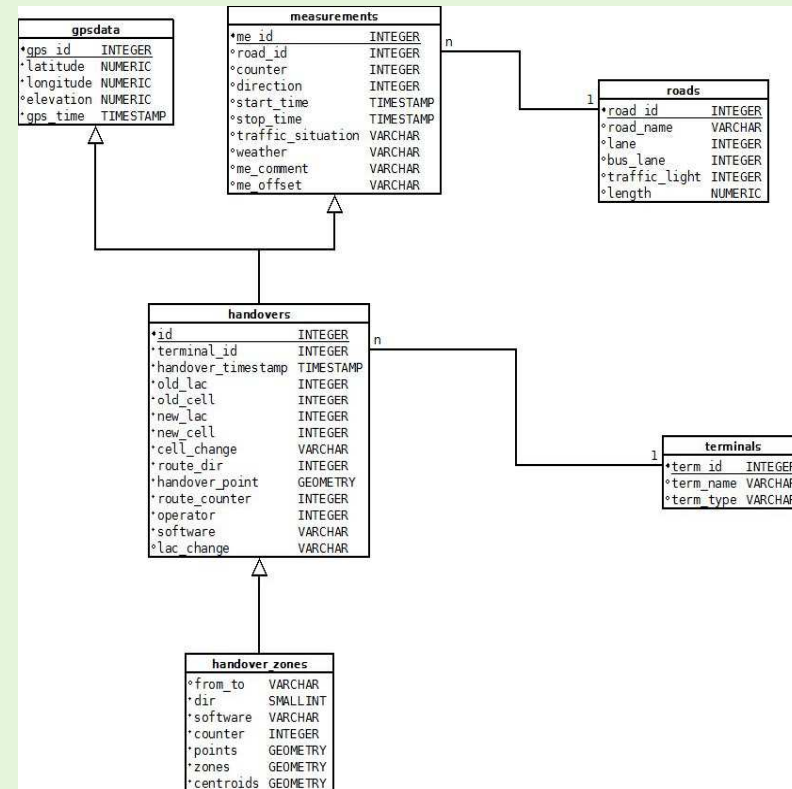 gpsdata
gps_id INTEGER
latitude NUMERIC
longitude NUMERIC
elevation NUMERIC
gps_time TIMESTAMP
measurements
me_id INTEGER
road_id INTEGER
counter INTEGER
direction INTEGER
start_time TIMESTAMP
stop_time TIMESTAMP
traffic_situation VARCHAR
weather VARCHAR
me_comment VARCHAR
me_offset VARCHAR
n
1
roads
road_id INTEGER
road_name VARCHAR
lane INTEGER
bus_lane INTEGER
traffic_light INTEGER
length NUMERIC
handovers
id INTEGER
terminal_id INTEGER
handover_timestamp TIMESTAMP
old_lac INTEGER
old_cell INTEGER
new_lac INTEGER
new_cell INTEGER
cell_change VARCHAR
route_dir INTEGER
handover_point GEOMETRY
route_counter INTEGER
operator INTEGER
software VARCHAR
lac_change VARCHAR
n
1
terminals
term_id INTEGER
term_name VARCHAR
term_type VARCHAR
handover_zones
from_to VARCHAR
dir SMALLINT
software VARCHAR
counter INTEGER
points GEOMETRY
zones GEOMETRY
centroids GEOMETRY